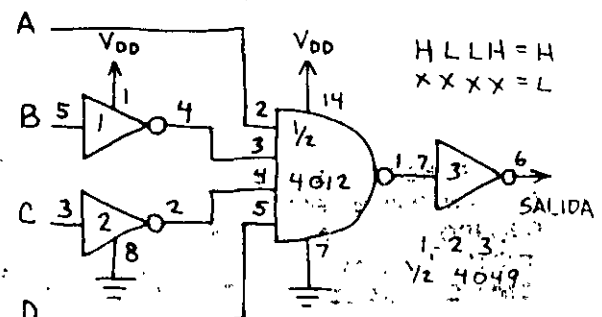 A
VDD
VDD
H L L H = H
X X X X = L
1
14
B 5 1 4
2
1/2
3
4012
4
5
1 7 3 6
SALIDA
C 3 2 2
8
7
1, 2, 3
1/2 4049
D